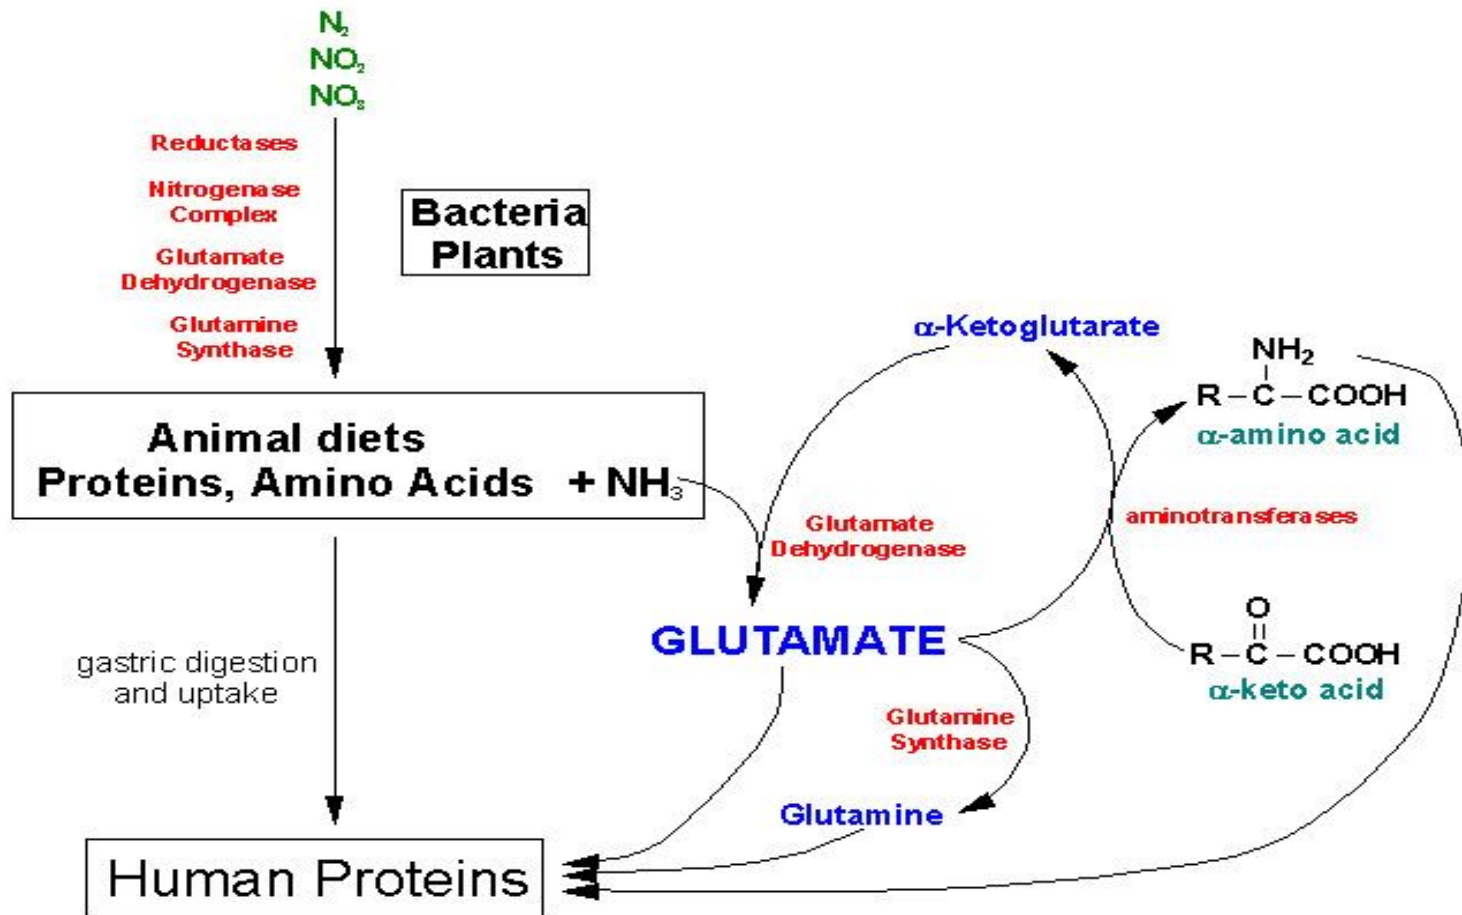 N₂
NO₂
NO₃
Reductases
Nitrogenase
Complex
Glutamate
Dehydrogenase
Glutamine
Synthase
Bacteria
Plants
Animal diets
Proteins, Amino Acids + NH₃
gastric digestion
and uptake
Human Proteins
α-Ketoglutarate
Glutamate
Dehydrogenase
GLUTAMATE
Glutamine
Synthase
Glutamine
NH₂
R–C–COOH
α-amino acid
aminotransferases
O
R–C–COOH
α-keto acid